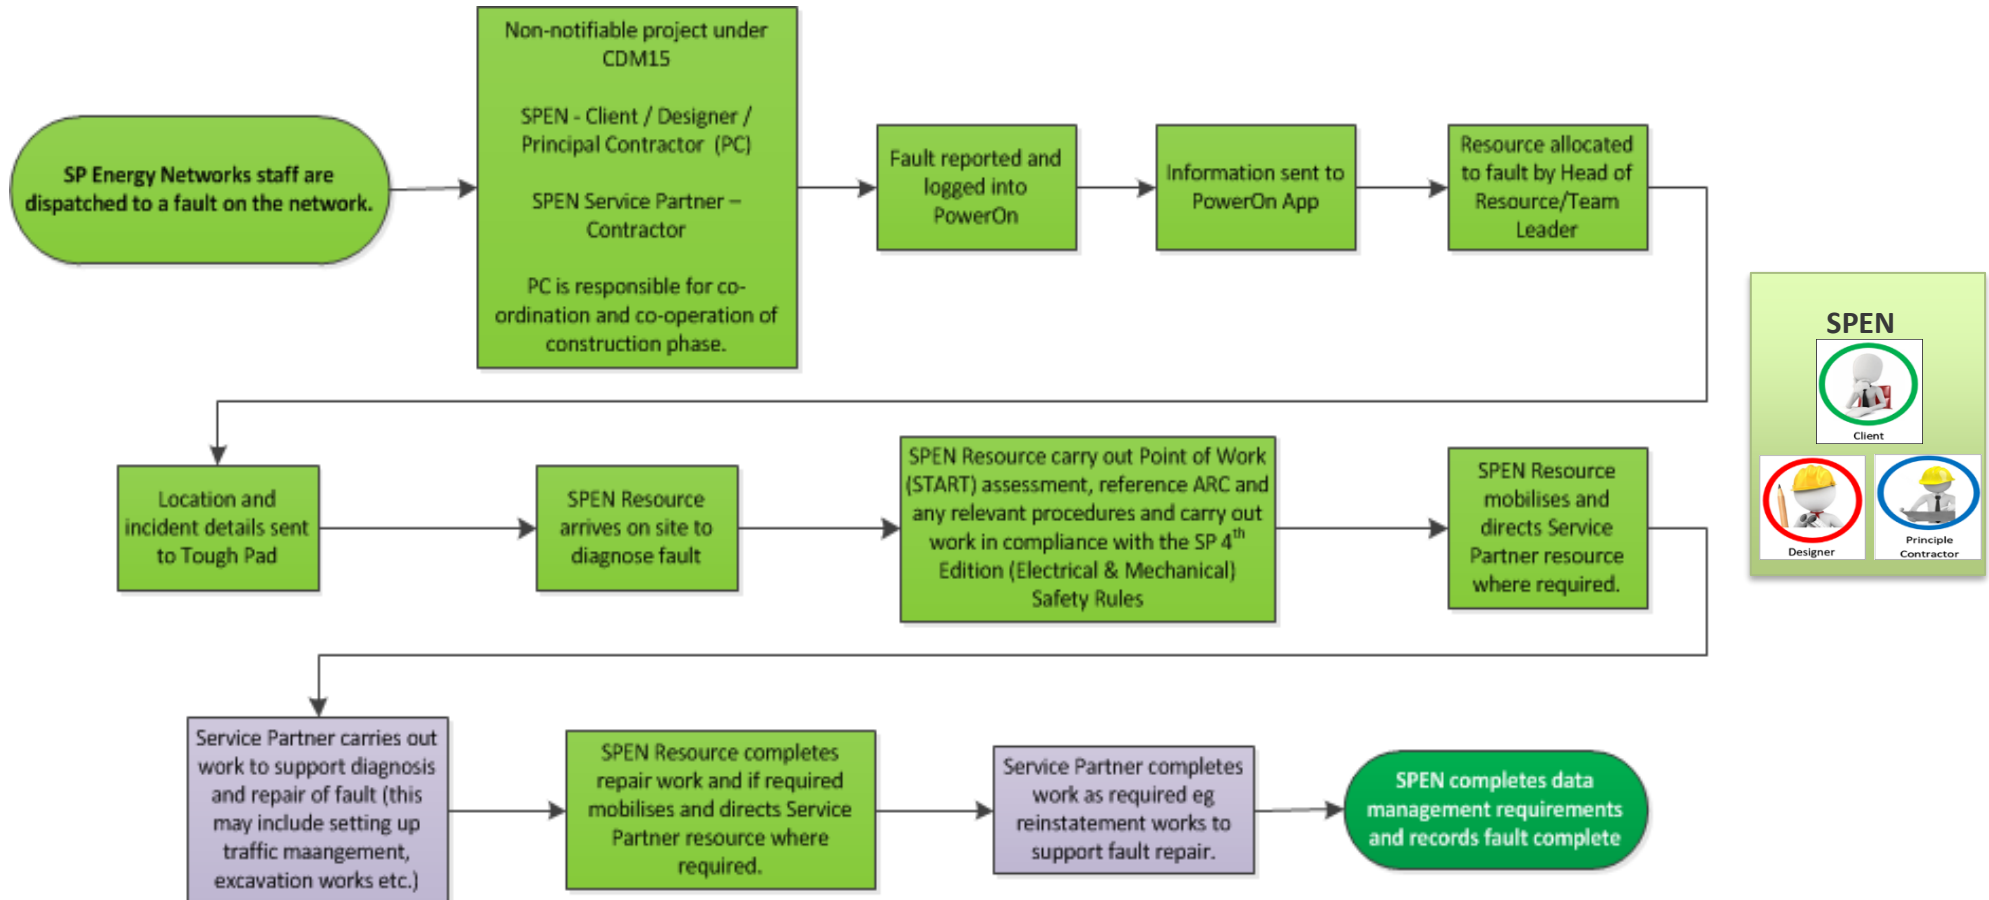 SP Energy Networks staff are
dispatched to a fault on the network.
Non-notifiable project under
CDM15
SPEN - Client / Designer /
Principal Contractor (PC)
SPEN Service Partner –
Contractor
PC is responsible for co-
ordination and co-operation of
construction phase.
Fault reported and
logged into
PowerOn
Information sent to
PowerOn App
Resource allocated
to fault by Head of
Resource/Team
Leader
SPEN
Client
Designer
Principle
Contractor
Location and
incident details sent
to Tough Pad
SPEN Resource
arrives on site to
diagnose fault
SPEN Resource carry out Point of Work
(START) assessment, reference ARC and
any relevant procedures and carry out
work in compliance with the SP 4th
Edition (Electrical & Mechanical)
Safety Rules
SPEN Resource
mobilises and
directs Service
Partner resource
where required.
Service Partner carries out
work to support diagnosis
and repair of fault (this
may include setting up
traffic maangement,
excavation works etc.)
SPEN Resource completes
repair work and if required
mobilises and directs Service
Partner resource where
required.
Service Partner completes
work as required eg
reinstatement works to
support fault repair.
SPEN completes data
management requirements
and records fault complete